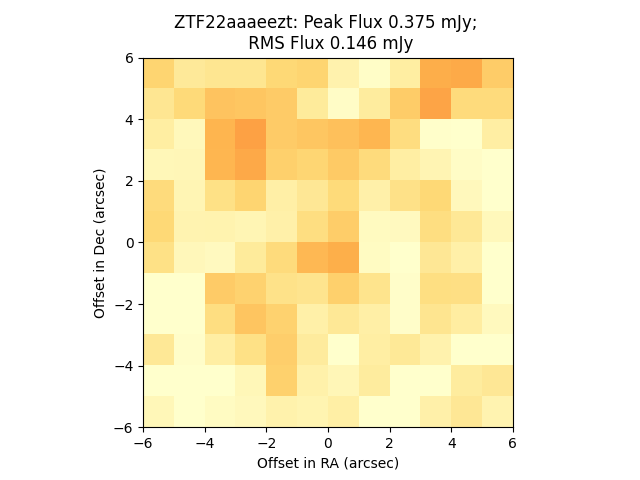 ZTF22aaaeezt: Peak Flux 0.375 mJy;
RMS Flux 0.146 mJy
6
4
2
0
−2
−4
−6
Offset in Dec (arcsec)
−6 −4 −2 0 2 4 6
Offset in RA (arcsec)